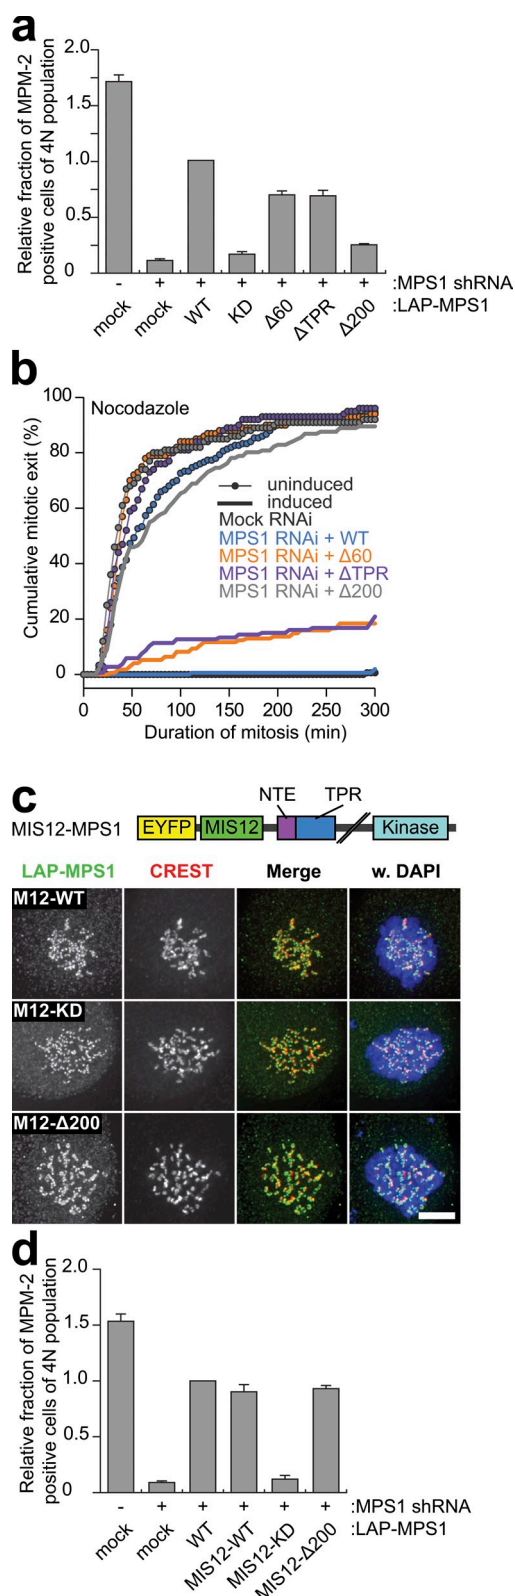 a
Relative fraction of MPM-2
positive cells of 4N population
2.0
1.5
1.0
0.5
0
- + + + + + + :MPS1 shRNA
mock mock WT KD Δ60 ΔTPR Δ200 :LAP-MPS1
b
Cumulative mitotic exit (%)
100
80
60
40
20
0
Nocodazole
uninduced
induced
Mock RNAi
MPS1 RNAi + WT
MPS1 RNAi + Δ60
MPS1 RNAi + ΔTPR
MPS1 RNAi + Δ200
0 50 100 150 200 250 300
Duration of mitosis (min)
c
NTE TPR
MIS12-MPS1 EYFP MIS12 Kinase
LAP-MPS1 CREST Merge w. DAPI
M12-WT
M12-KD
M12-Δ200
d
Relative fraction of MPM-2
positive cells of 4N population
2.0
1.5
1.0
0.5
0
- + + + + + :MPS1 shRNA
mock mock WT MIS12-WT MIS12-KD MIS12-Δ200 :LAP-MPS1